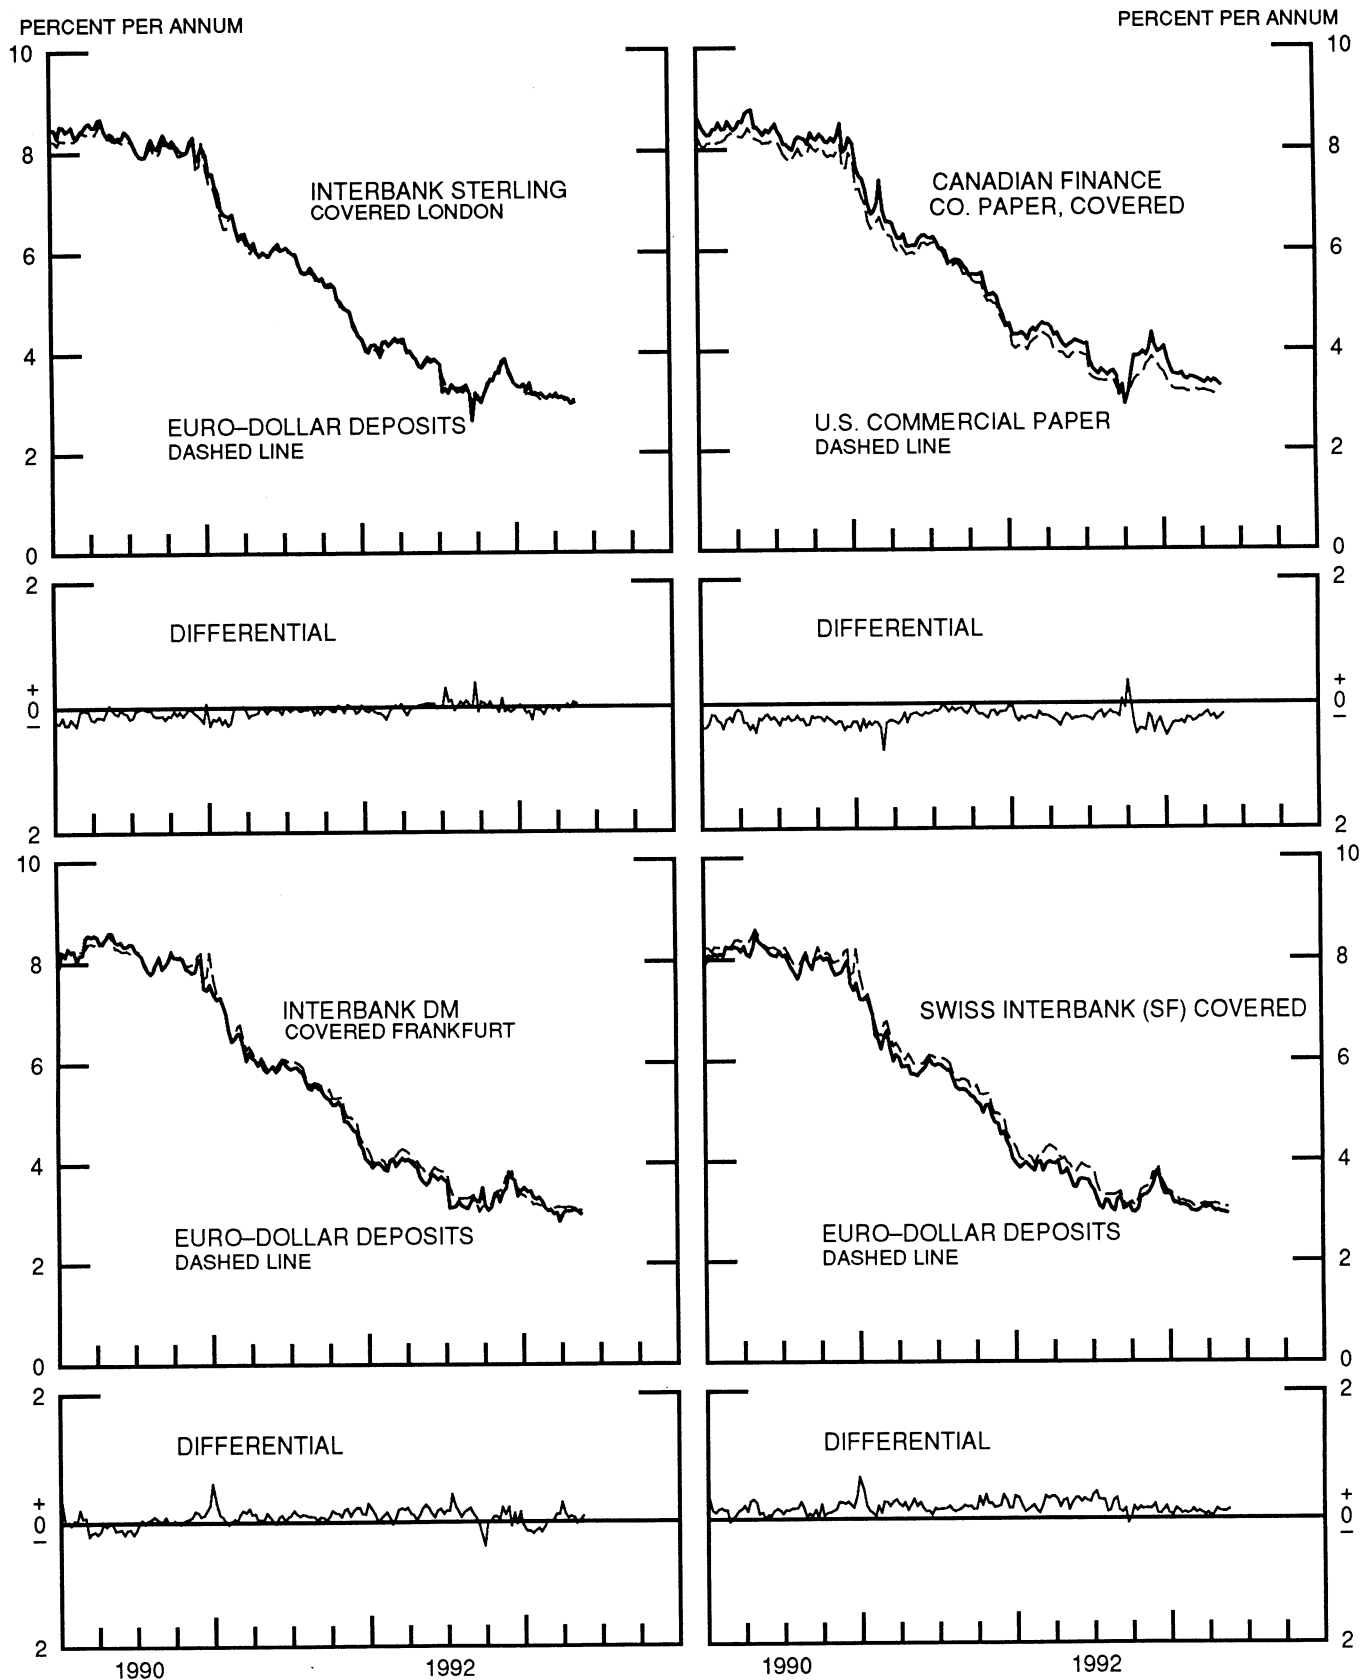 PERCENT PER ANNUM
PERCENT PER ANNUM
10
8
6
4
2
0
INTERBANK STERLING
COVERED LONDON
EURO–DOLLAR DEPOSITS
DASHED LINE
10
8
6
4
2
0
CANADIAN FINANCE
CO. PAPER, COVERED
U.S. COMMERCIAL PAPER
DASHED LINE
2
+
0
–
2
DIFFERENTIAL
2
+
0
–
2
DIFFERENTIAL
10
8
6
4
2
0
INTERBANK DM
COVERED FRANKFURT
EURO–DOLLAR DEPOSITS
DASHED LINE
10
8
6
4
2
0
SWISS INTERBANK (SF) COVERED
EURO–DOLLAR DEPOSITS
DASHED LINE
2
+
0
–
2
DIFFERENTIAL
1990
1992
2
+
0
–
2
DIFFERENTIAL
1990
1992